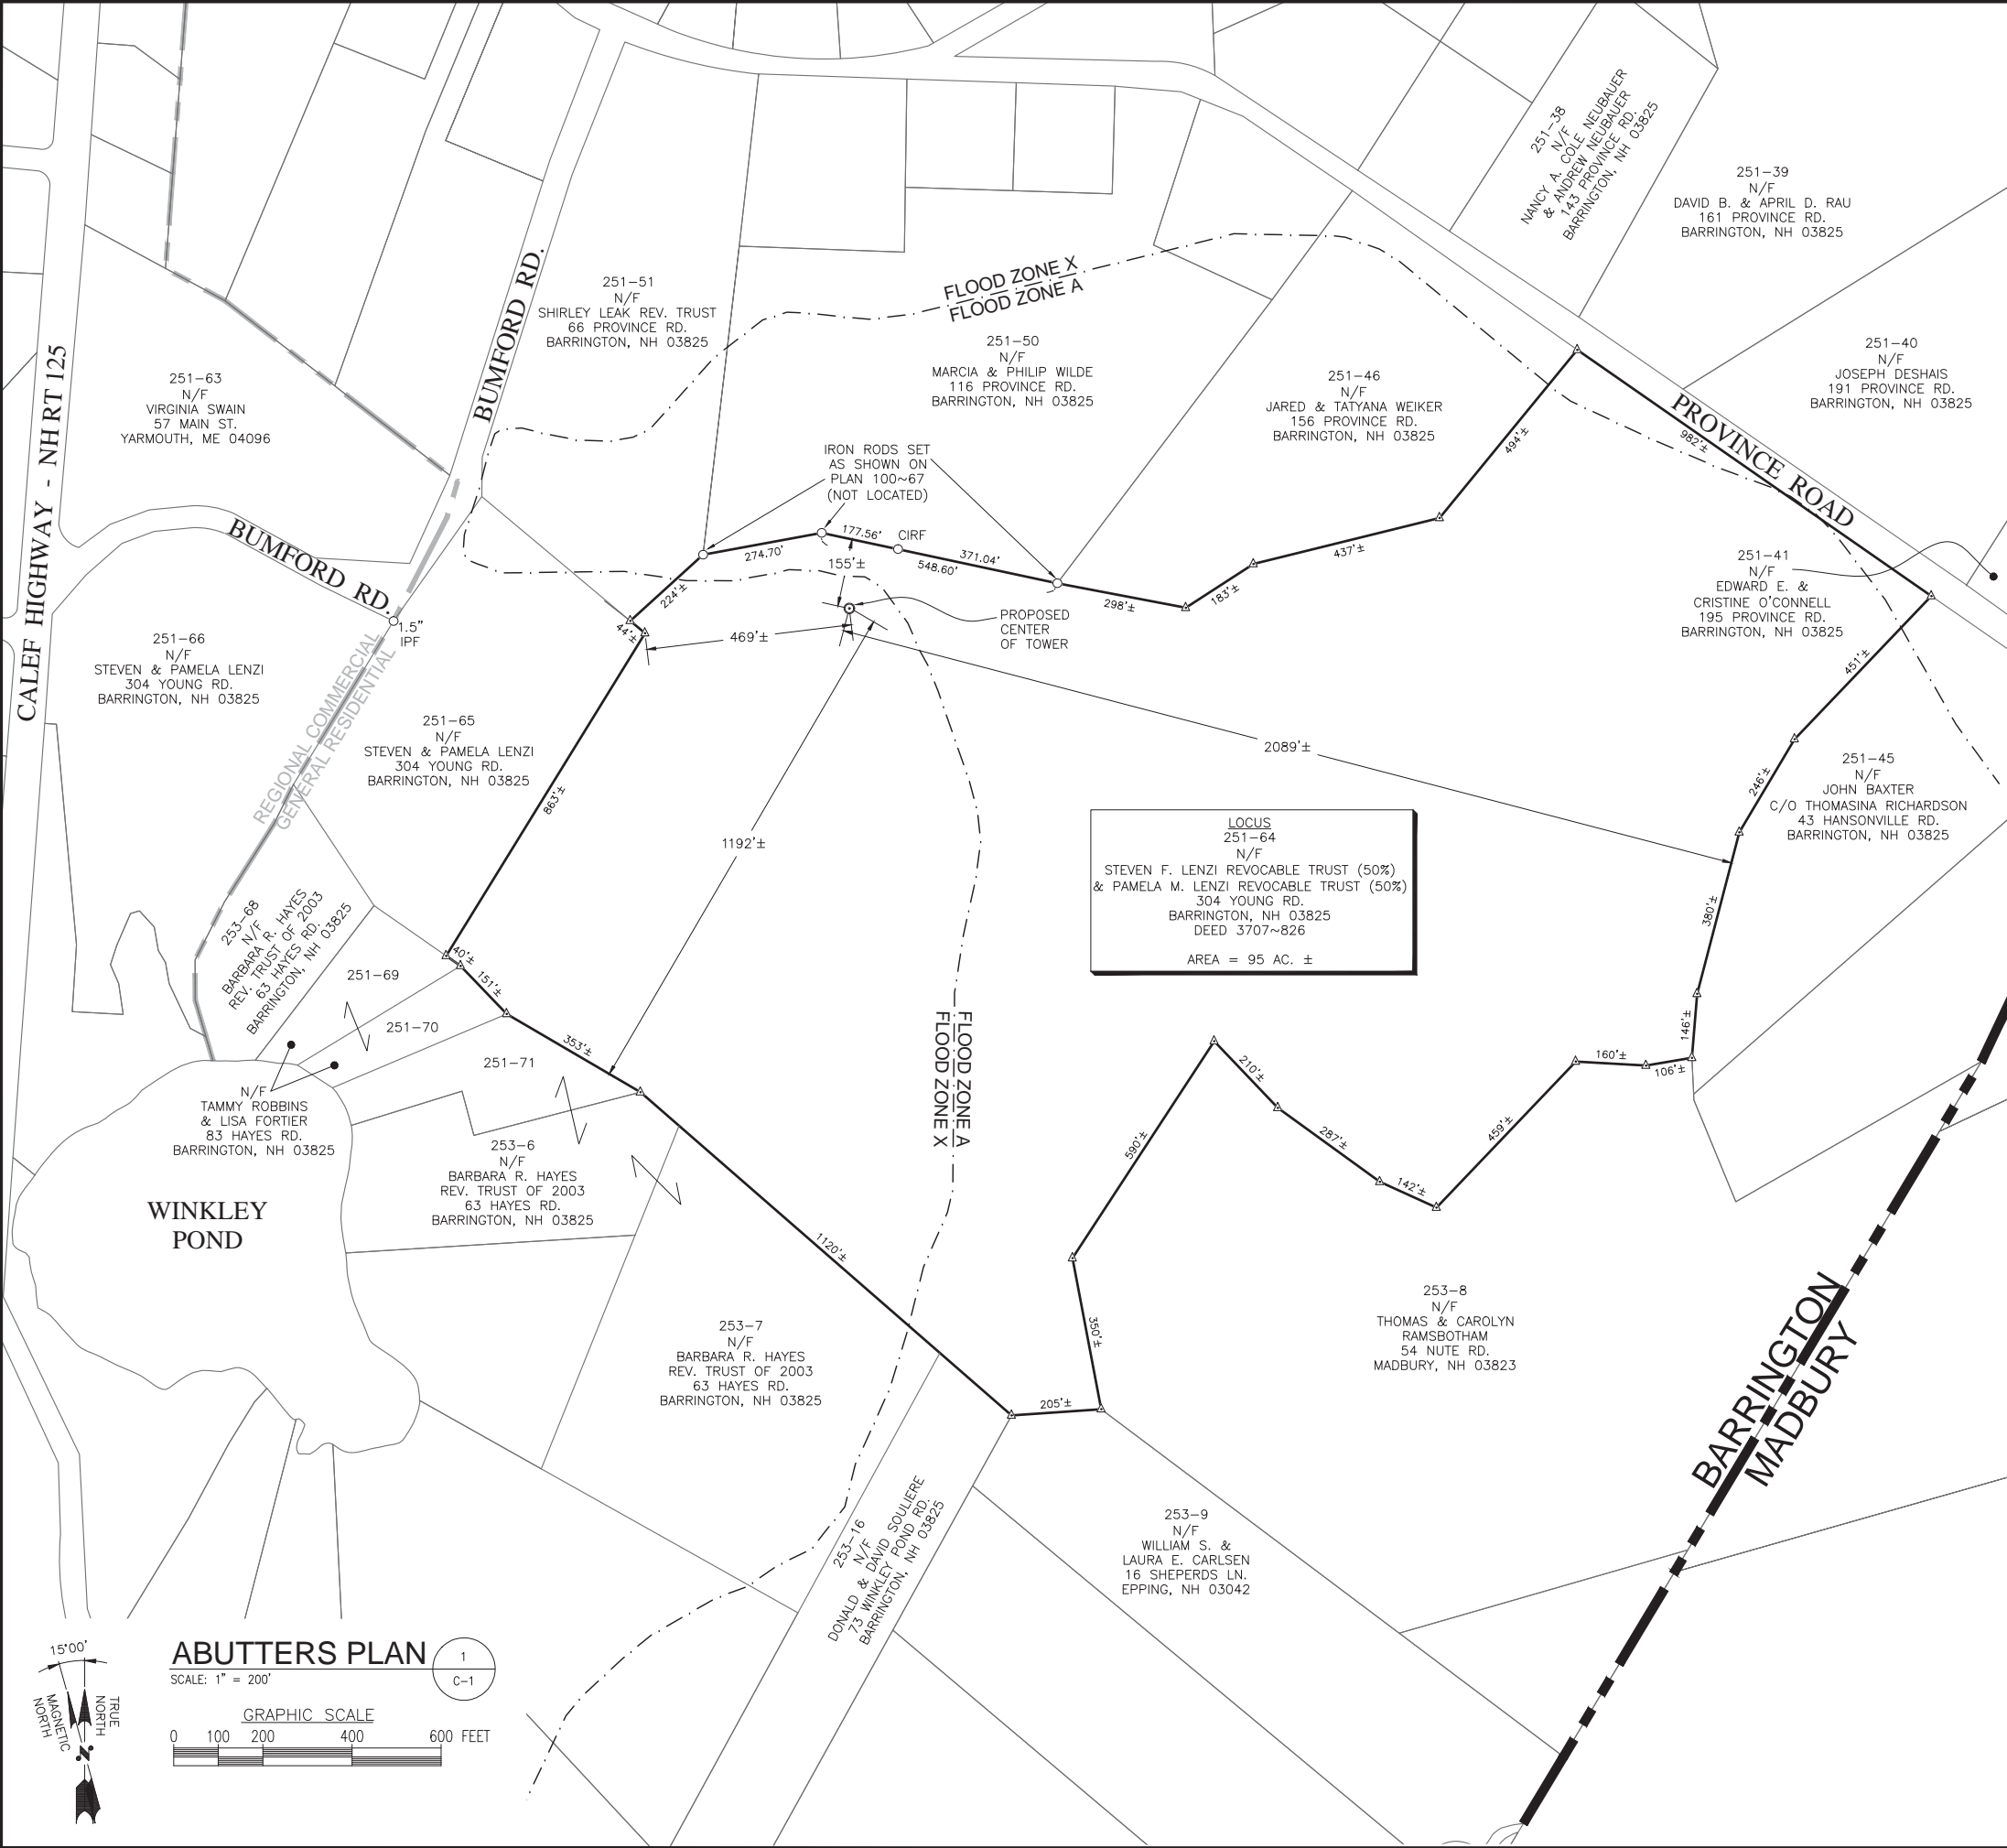 251-38
N/F
NANCY A. COLE NEUBAUER
& ANDREW NEUBAUER
143 PROVINCE RD.
BARRINGTON, NH 03825
251-39
N/F
DAVID B. & APRIL D. RAU
161 PROVINCE RD.
BARRINGTON, NH 03825
251-51
N/F
SHIRLEY LEAK REV. TRUST
66 PROVINCE RD.
BARRINGTON, NH 03825
BUMFORD RD.
FLOOD ZONE X
FLOOD ZONE A
251-50
N/F
MARCIA & PHILIP WILDE
116 PROVINCE RD.
BARRINGTON, NH 03825
251-46
N/F
JARED & TATYANA WEIKER
156 PROVINCE RD.
BARRINGTON, NH 03825
251-40
N/F
JOSEPH DESHAIS
191 PROVINCE RD.
BARRINGTON, NH 03825
251-63
N/F
VIRGINIA SWAIN
57 MAIN ST.
YARMOUTH, ME 04096
CALEF HIGHWAY - NHRT 125
PROVINCE ROAD
982'±
494'±
IRON RODS SET
AS SHOWN ON
PLAN 100~67
(NOT LOCATED)
177.56'
CIRF
274.70'
371.04'
548.60'
155'±
437'±
183'±
298'±
224'±
44'±
469'±
PROPOSED
CENTER
OF TOWER
251-41
N/F
EDWARD E. &
CRISTINE O'CONNELL
195 PROVINCE RD.
BARRINGTON, NH 03825
BUMFORD RD.
1.5"
IPF
251-66
N/F
STEVEN & PAMELA LENZI
304 YOUNG RD.
BARRINGTON, NH 03825
REGIONAL COMMERCIAL
GENERAL RESIDENTIAL
251-65
N/F
STEVEN & PAMELA LENZI
304 YOUNG RD.
BARRINGTON, NH 03825
451'±
2089'±
246'±
251-45
N/F
JOHN BAXTER
C/O THOMASINA RICHARDSON
43 HANSONVILLE RD.
BARRINGTON, NH 03825
863'±
1192'±
LOCUS
251-64
N/F
STEVEN F. LENZI REVOCABLE TRUST (50%)
& PAMELA M. LENZI REVOCABLE TRUST (50%)
304 YOUNG RD.
BARRINGTON, NH 03825
DEED 3707~826
AREA = 95 AC. ±
380'±
253-68
N/F
BARBARA R. HAYES
REV. TRUST OF 2003
63 HAYES RD.
BARRINGTON, NH 03825
40'±
151'±
251-69
251-70
251-71
353'±
FLOOD ZONE A
FLOOD ZONE X
146'±
160'±
106'±
210'±
287'±
142'±
459'±
590'±
350'±
N/F
TAMMY ROBBINS
& LISA FORTIER
83 HAYES RD.
BARRINGTON, NH 03825
253-6
N/F
BARBARA R. HAYES
REV. TRUST OF 2003
63 HAYES RD.
BARRINGTON, NH 03825
WINKLEY
POND
1120'±
253-7
N/F
BARBARA R. HAYES
REV. TRUST OF 2003
63 HAYES RD.
BARRINGTON, NH 03825
205'±
253-8
N/F
THOMAS & CAROLYN
RAMSBOTHAM
54 NUTE RD.
MADBURY, NH 03823
BARRINGTON
MADBURY
253-16
N/F
DONALD & DAVID SOULIERE
73 WINKLEY POND RD.
BARRINGTON, NH 03825
253-9
N/F
WILLIAM S. &
LAURA E. CARLSEN
16 SHEPERDS LN.
EPPING, NH 03042
15°00'
TRUE
NORTH
MAGNETIC
NORTH
N
ABUTTERS PLAN
1
C-1
SCALE: 1" = 200'
GRAPHIC SCALE
0 100 200 400 600 FEET